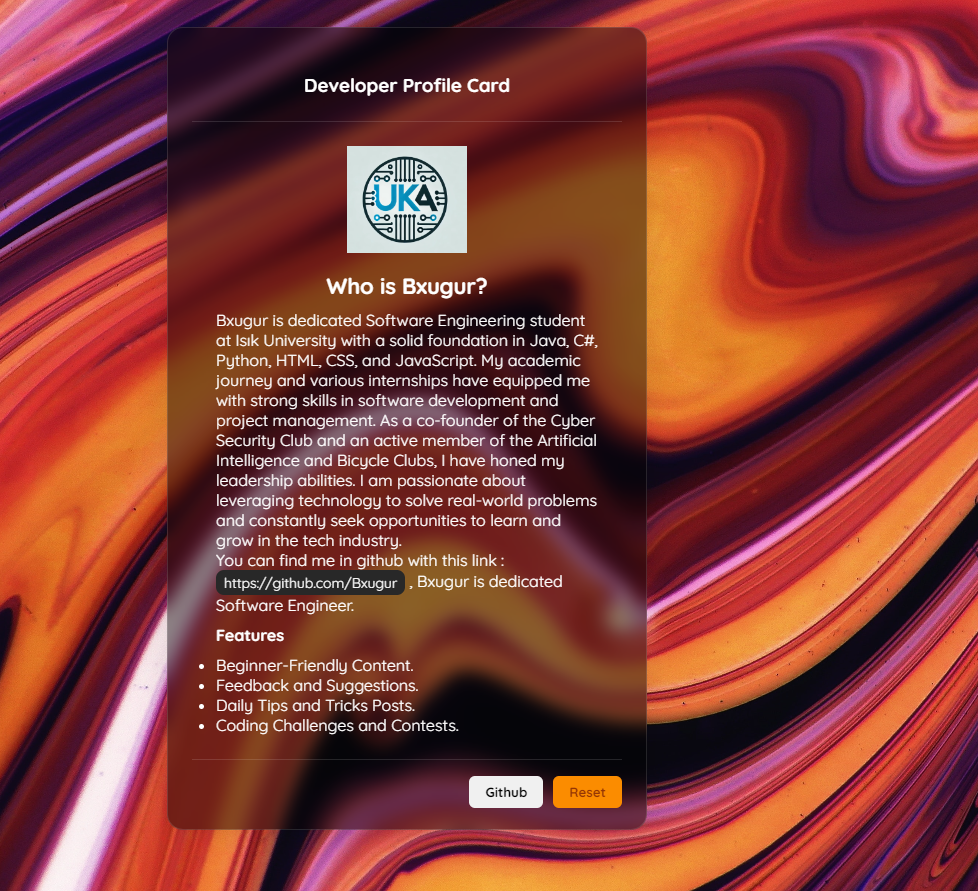 Developer Profile Card
UKA
Who is Bxugur?
Bxugur is dedicated Software Engineering student
at Isık University with a solid foundation in Java, C#,
Python, HTML, CSS, and JavaScript. My academic
journey and various internships have equipped me
with strong skills in software development and
project management. As a co-founder of the Cyber
Security Club and an active member of the Artificial
Intelligence and Bicycle Clubs, I have honed my
leadership abilities. I am passionate about
leveraging technology to solve real-world problems
and constantly seek opportunities to learn and
grow in the tech industry.
You can find me in github with this link :
https://github.com/Bxugur , Bxugur is dedicated
Software Engineer.
Features
• Beginner-Friendly Content.
• Feedback and Suggestions.
• Daily Tips and Tricks Posts.
• Coding Challenges and Contests.
Github Reset